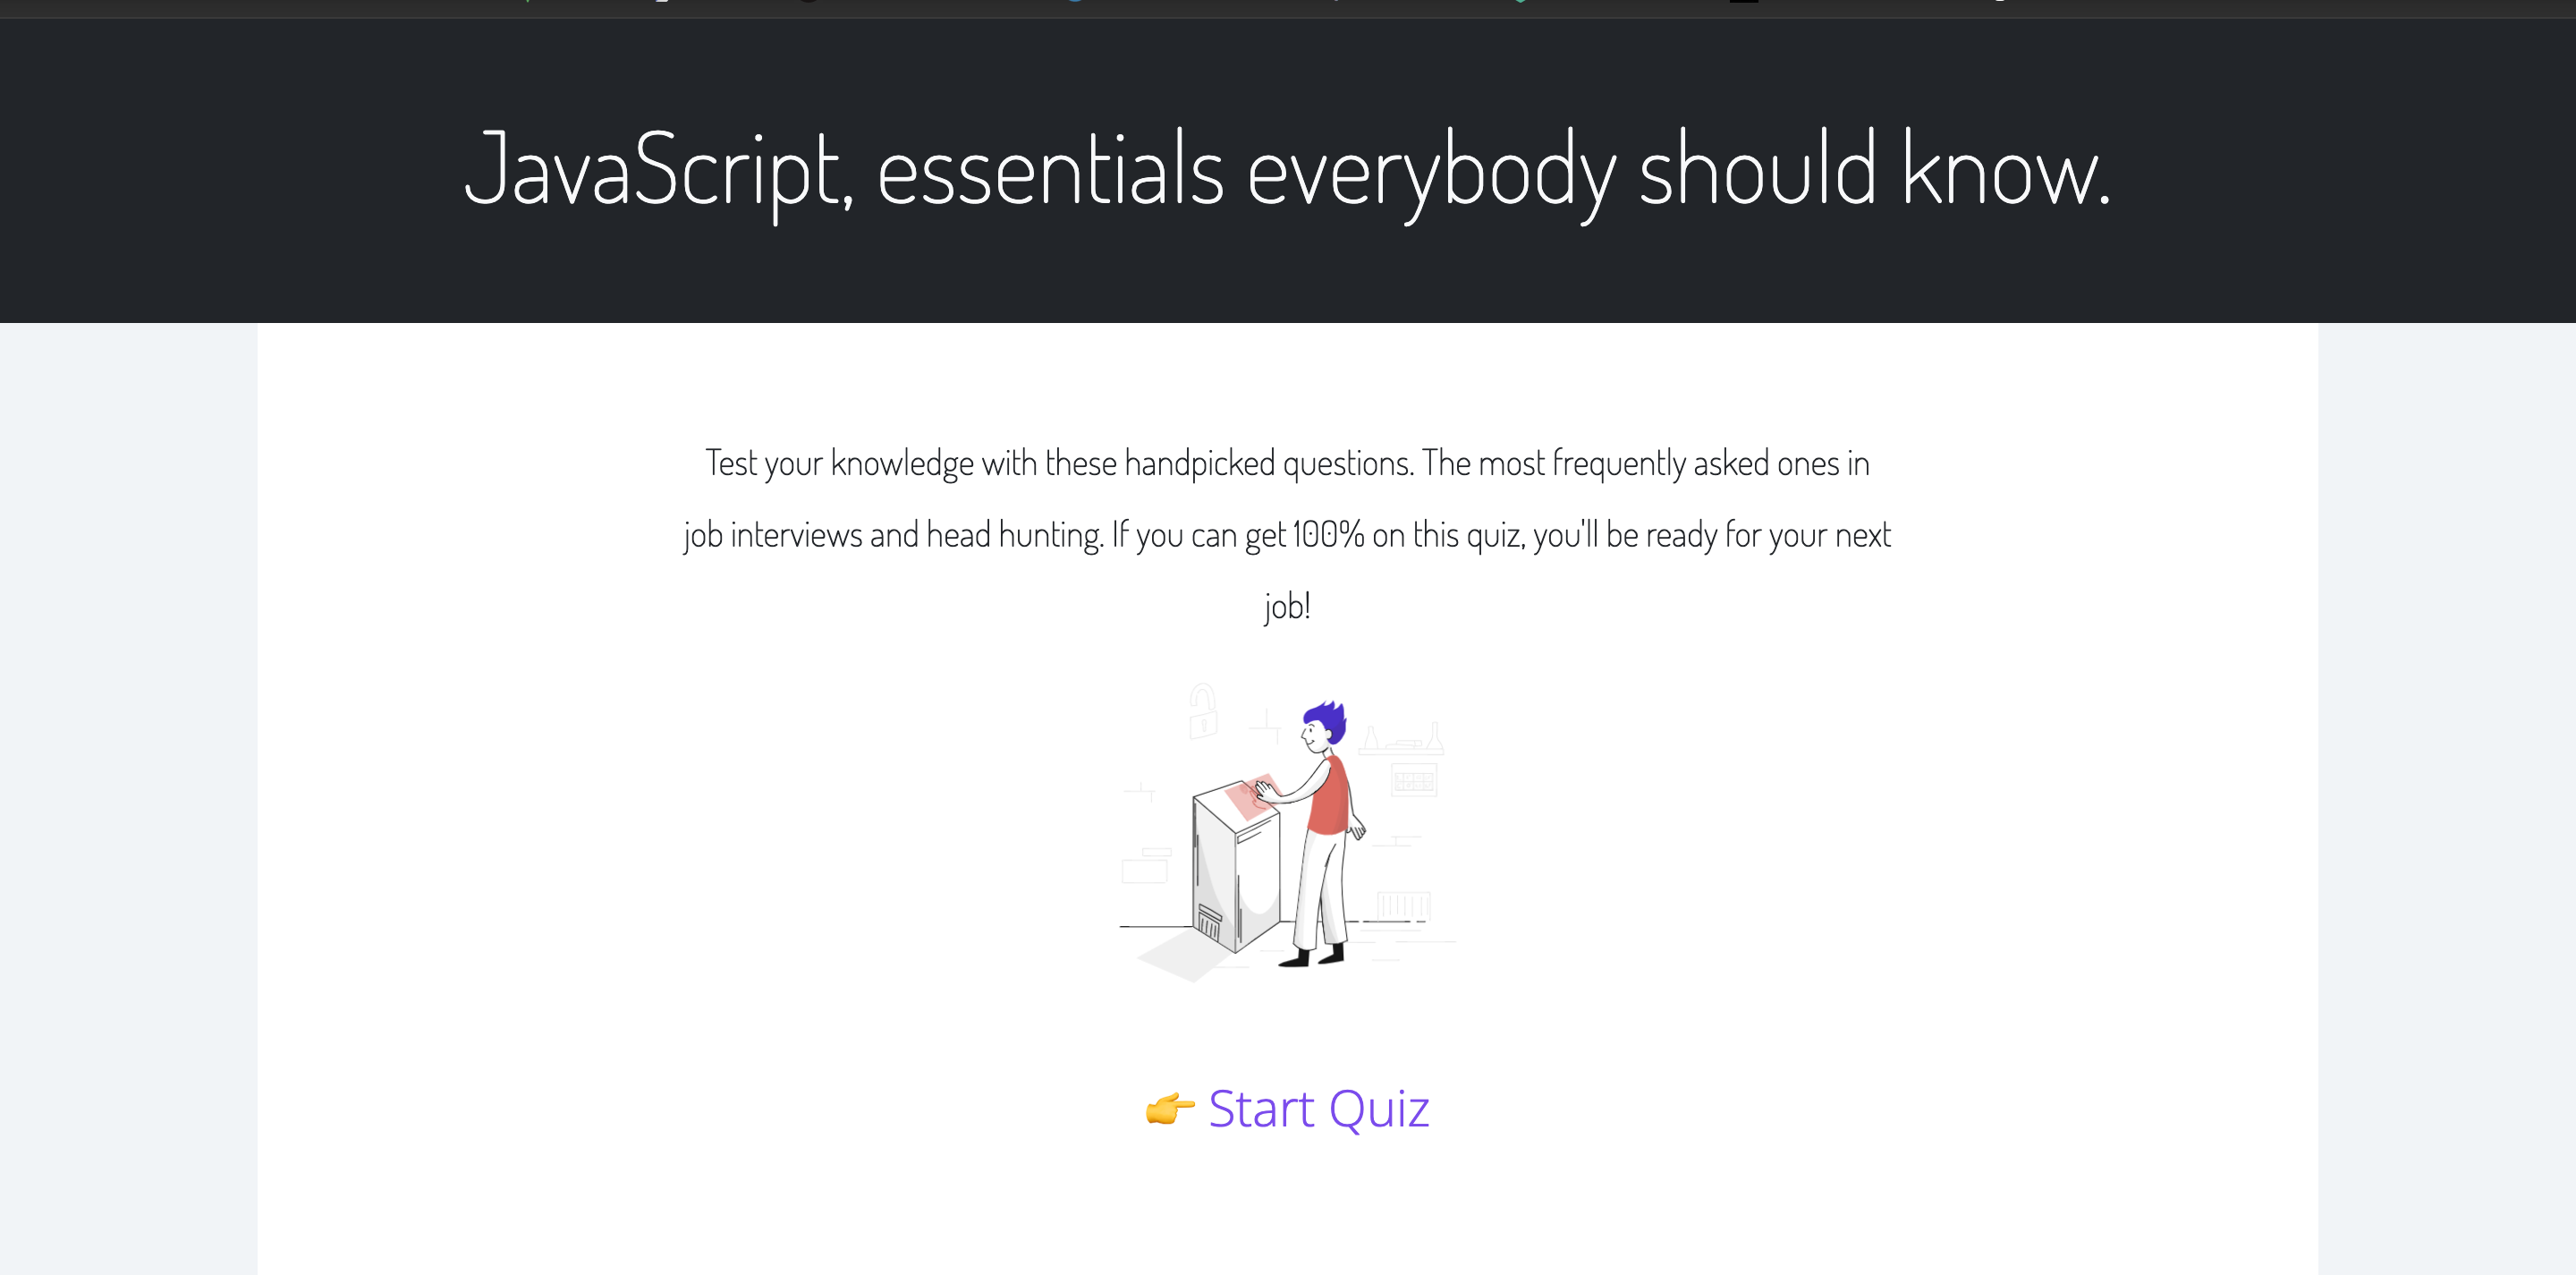 JavaScript, essentials everybody should know.
Test your knowledge with these handpicked questions. The most frequently asked ones in
job interviews and head hunting. If you can get 100% on this quiz, you'll be ready for your next
job!
👉 Start Quiz